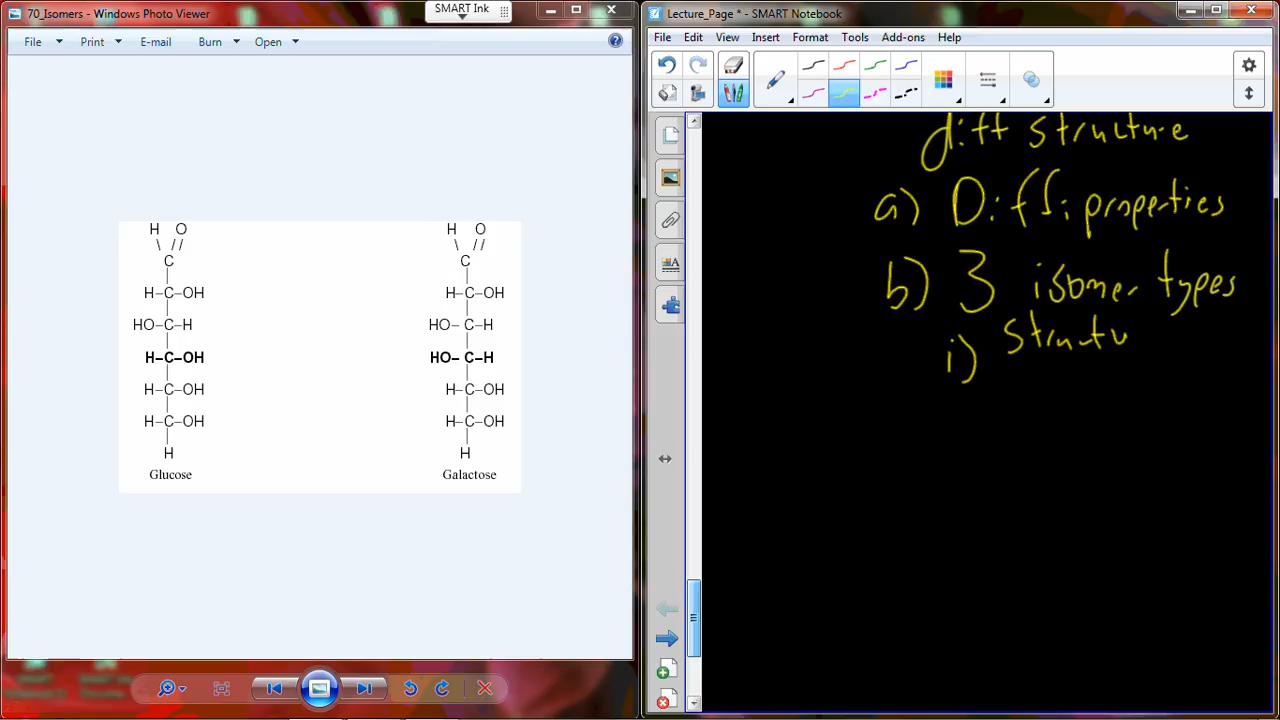 70_Isomers - Windows Photo Viewer
SMART Ink
File Print E-mail Burn Open
H O
C
H-C-OH
HO-C-H
H-C-OH
H-C-OH
H-C-OH
H
Glucose
H O
C
H-C-OH
HO- C-H
HO- C-H
H-C-OH
H-C-OH
H
Galactose
Lecture_Page * - SMART Notebook
File Edit View Insert Format Tools Add-ons Help
diff structure
a) Diff. properties
b) 3 isomer types
i) Structu